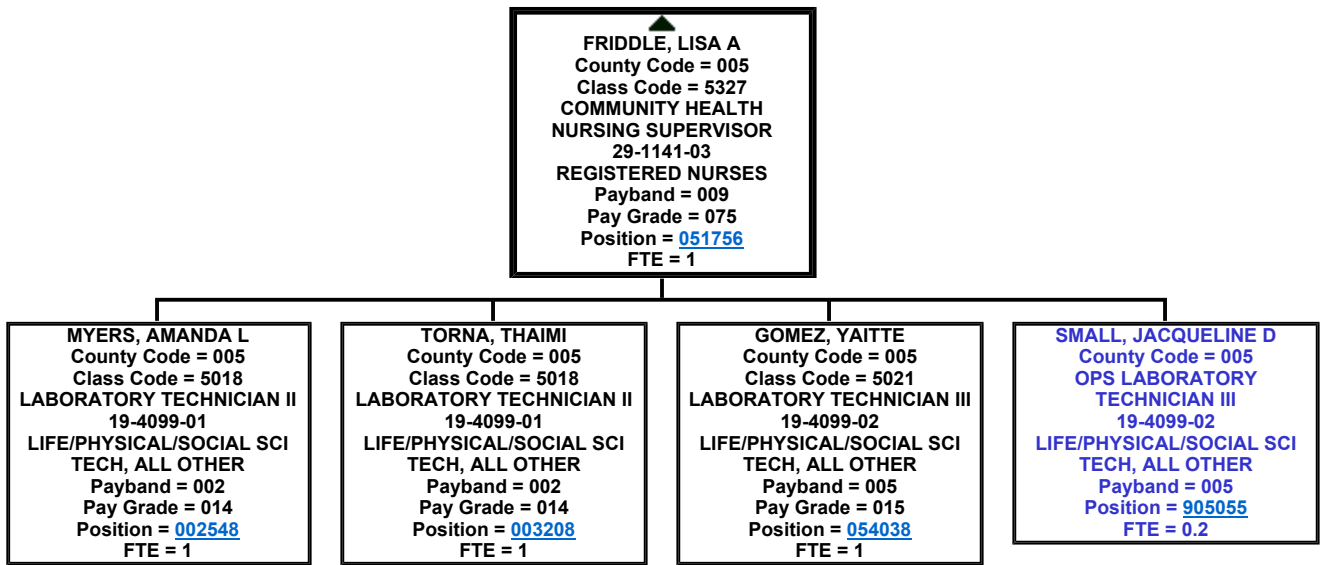 FRIDDLE, LISA A
County Code = 005
Class Code = 5327
COMMUNITY HEALTH
NURSING SUPERVISOR
29-1141-03
REGISTERED NURSES
Payband = 009
Pay Grade = 075
Position = 051756
FTE = 1
MYERS, AMANDA L
County Code = 005
Class Code = 5018
LABORATORY TECHNICIAN II
19-4099-01
LIFE/PHYSICAL/SOCIAL SCI
TECH, ALL OTHER
Payband = 002
Pay Grade = 014
Position = 002548
FTE = 1
TORNA, THAIMI
County Code = 005
Class Code = 5018
LABORATORY TECHNICIAN II
19-4099-01
LIFE/PHYSICAL/SOCIAL SCI
TECH, ALL OTHER
Payband = 002
Pay Grade = 014
Position = 003208
FTE = 1
GOMEZ, YAITTE
County Code = 005
Class Code = 5021
LABORATORY TECHNICIAN III
19-4099-02
LIFE/PHYSICAL/SOCIAL SCI
TECH, ALL OTHER
Payband = 005
Pay Grade = 015
Position = 054038
FTE = 1
SMALL, JACQUELINE D
County Code = 005
OPS LABORATORY
TECHNICIAN III
19-4099-02
LIFE/PHYSICAL/SOCIAL SCI
TECH, ALL OTHER
Payband = 005
Position = 905055
FTE = 0.2